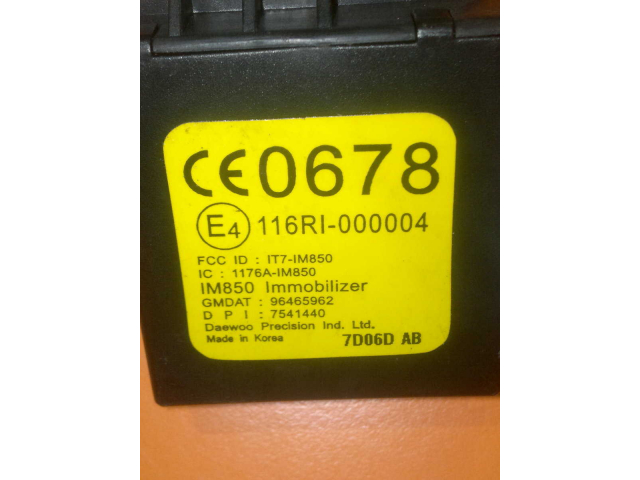 CE0678
E4 116RI-000004
FCC ID : IT7-IM850
IC : 1176A-IM850
IM850 Immobilizer
GMDAT : 96465962
D P I : 7541440
Daewoo Precision Ind. Ltd.
Made in Korea 7D06D AB